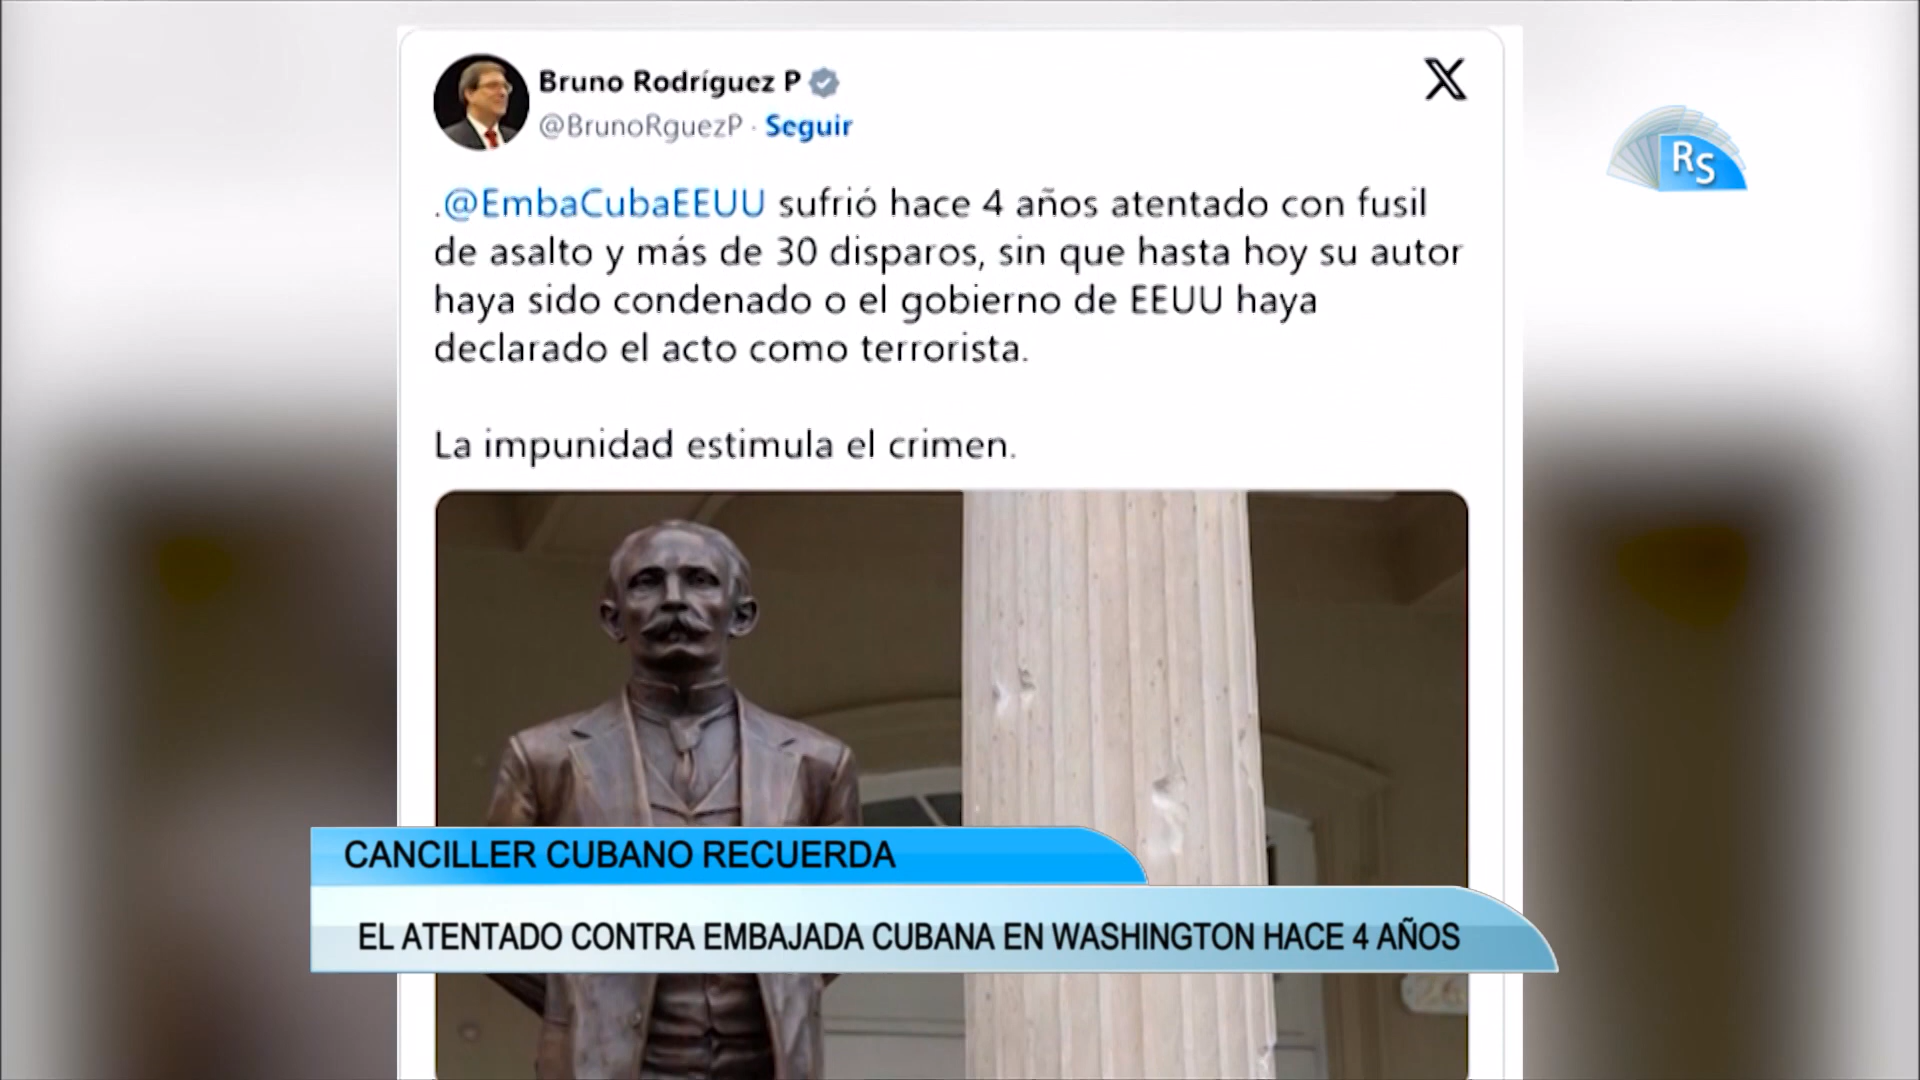 Bruno Rodríguez P
@BrunoRguezP · Seguir
.@EmbaCubaEEUU sufrió hace 4 años atentado con fusil
de asalto y más de 30 disparos, sin que hasta hoy su autor
haya sido condenado o el gobierno de EEUU haya
declarado el acto como terrorista.
La impunidad estimula el crimen.
RS
CANCILLER CUBANO RECUERDA
EL ATENTADO CONTRA EMBAJADA CUBANA EN WASHINGTON HACE 4 AÑOS